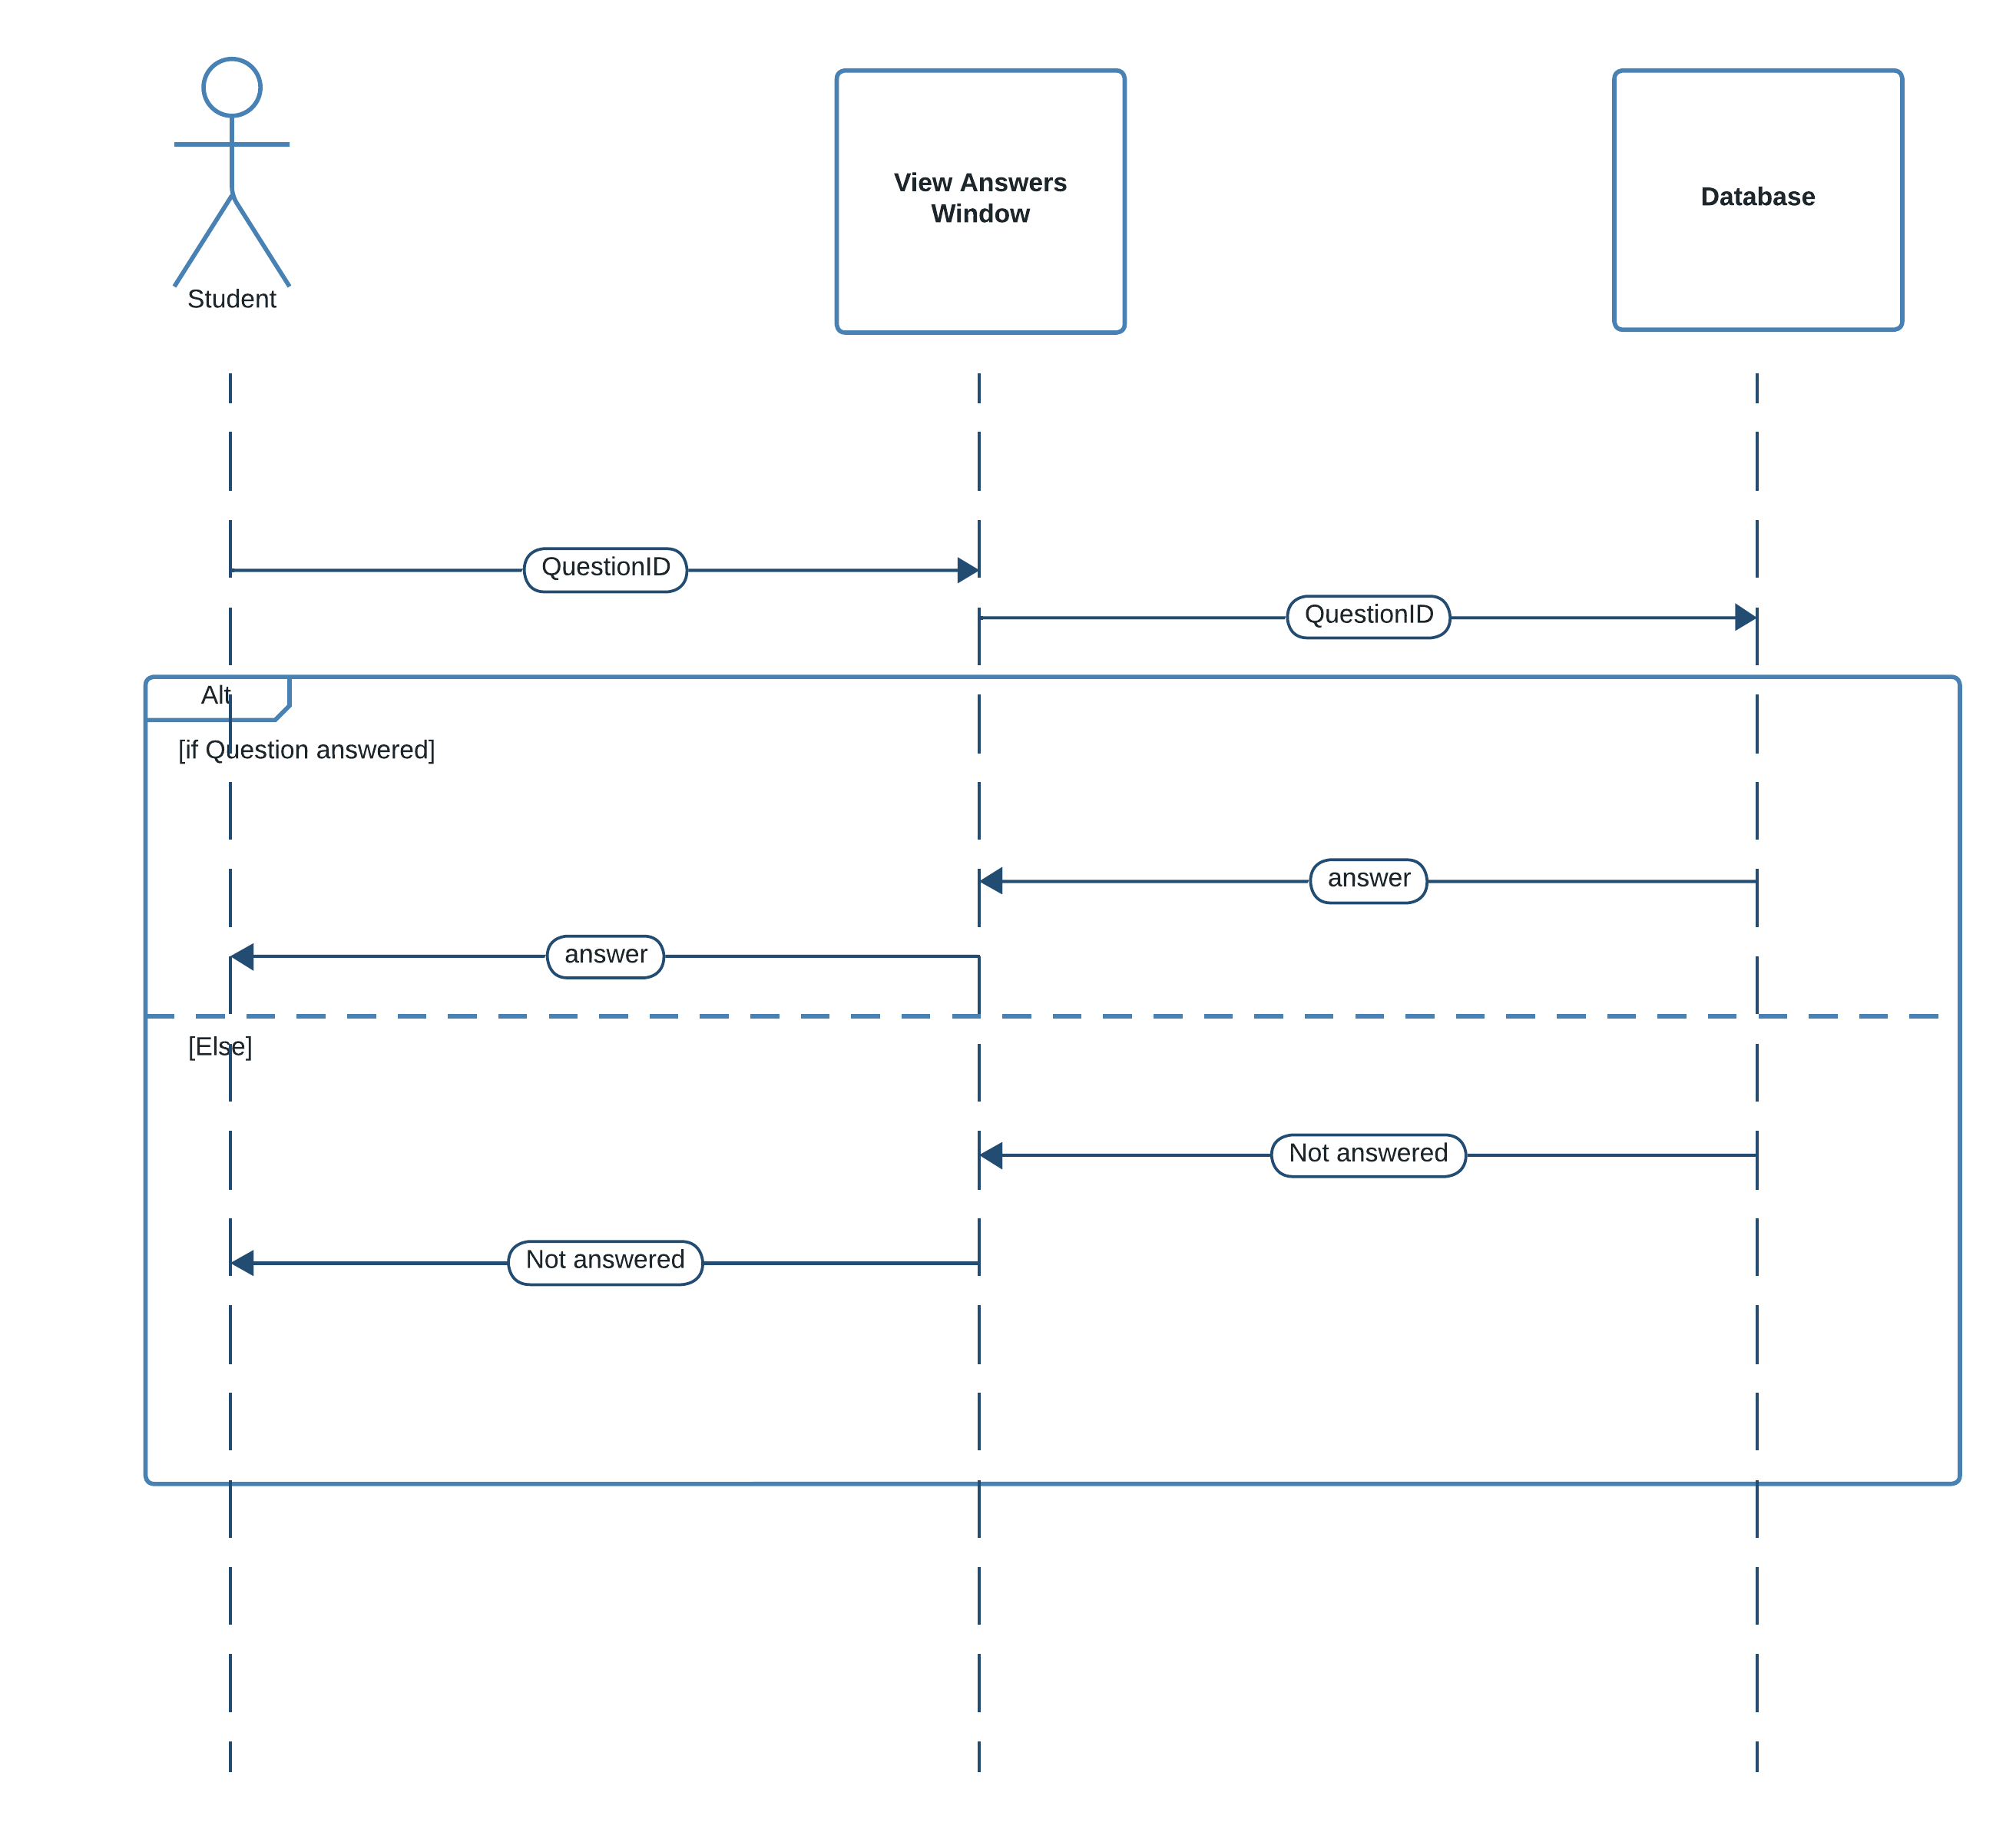 Student
View Answers
Window
Database
QuestionID
QuestionID
Alt
[if Question answered]
answer
answer
[Else]
Not answered
Not answered